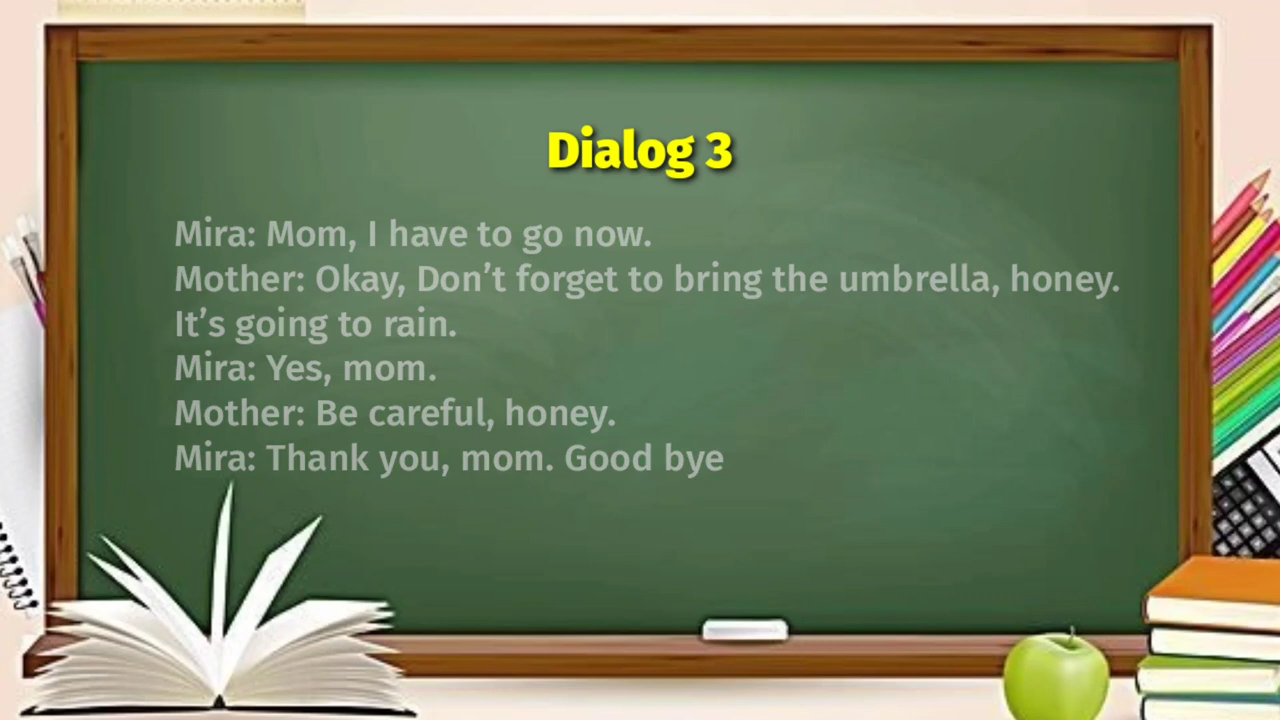 Dialog 3
Mira: Mom, I have to go now.
Mother: Okay, Don’t forget to bring the umbrella, honey.
It’s going to rain.
Mira: Yes, mom.
Mother: Be careful, honey.
Mira: Thank you, mom. Good bye